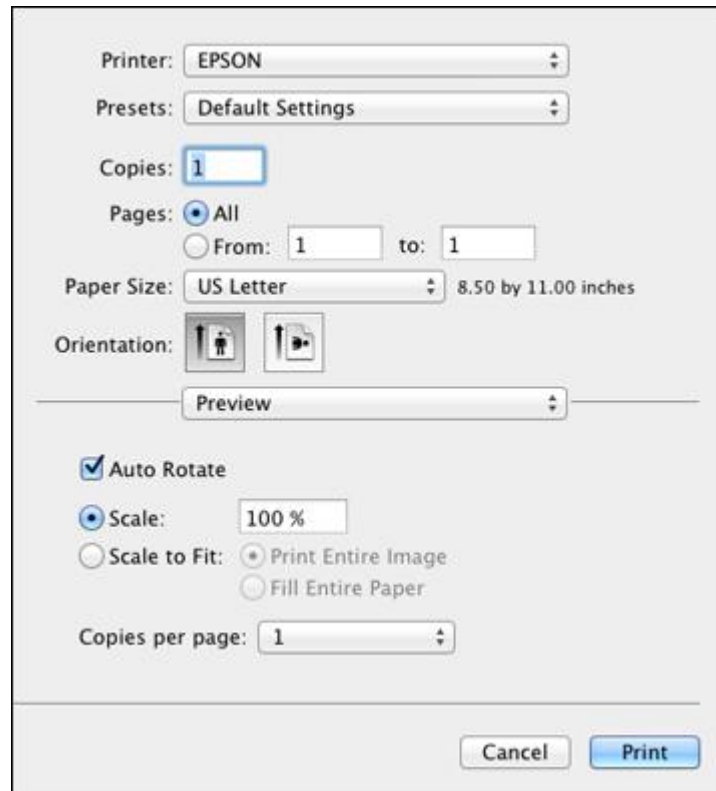 Printer: EPSON
Presets: Default Settings
Copies: 1
Pages: All
From: 1 to: 1
Paper Size: US Letter 8.50 by 11.00 inches
Orientation:
Preview
Auto Rotate
Scale: 100 %
Scale to Fit: Print Entire Image
Fill Entire Paper
Copies per page: 1
Cancel Print